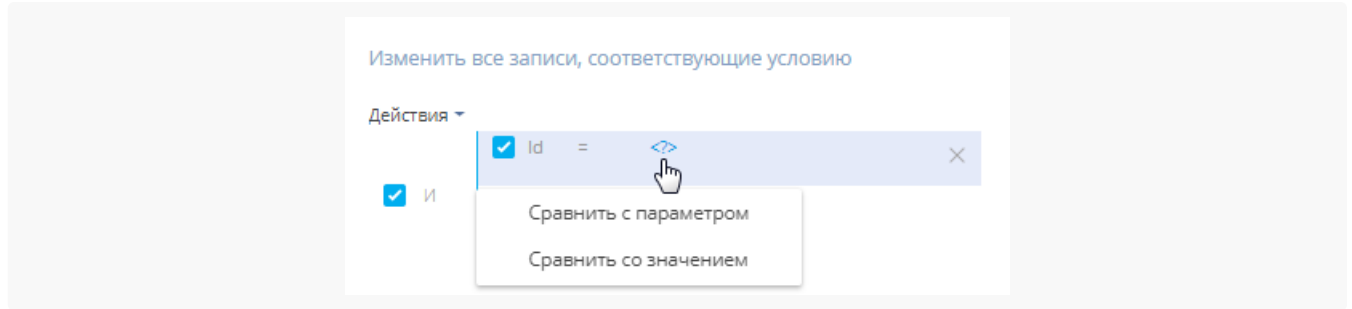 Изменить все записи, соответствующие условию
Действия
Id = <?>
И
Сравнить с параметром
Сравнить со значением